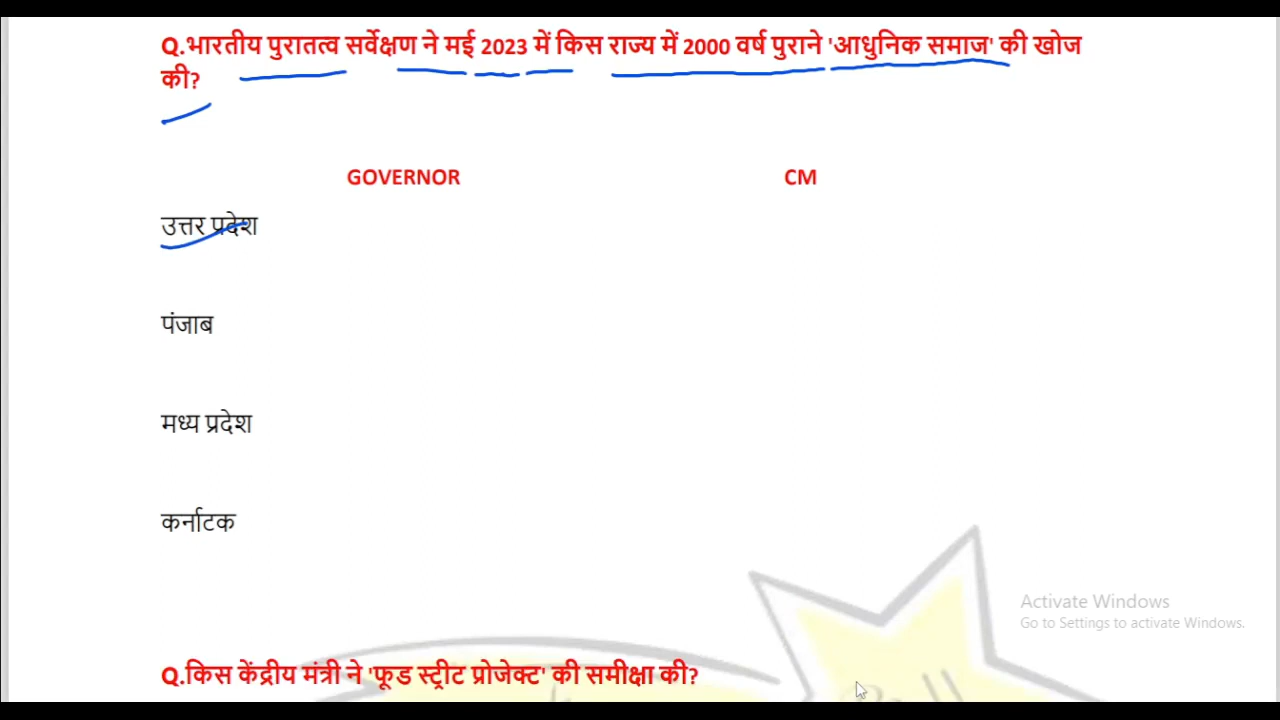 Q.भारतीय पुरातत्व सर्वेक्षण ने मई 2023 में किस राज्य में 2000 वर्ष पुराने 'आधुनिक समाज' की खोज
की?
GOVERNOR CM
उत्तर प्रदेश
पंजाब
मध्य प्रदेश
कर्नाटक
Activate Windows
Go to Settings to activate Windows.
Q.किस केंद्रीय मंत्री ने 'फूड स्ट्रीट प्रोजेक्ट' की समीक्षा की?